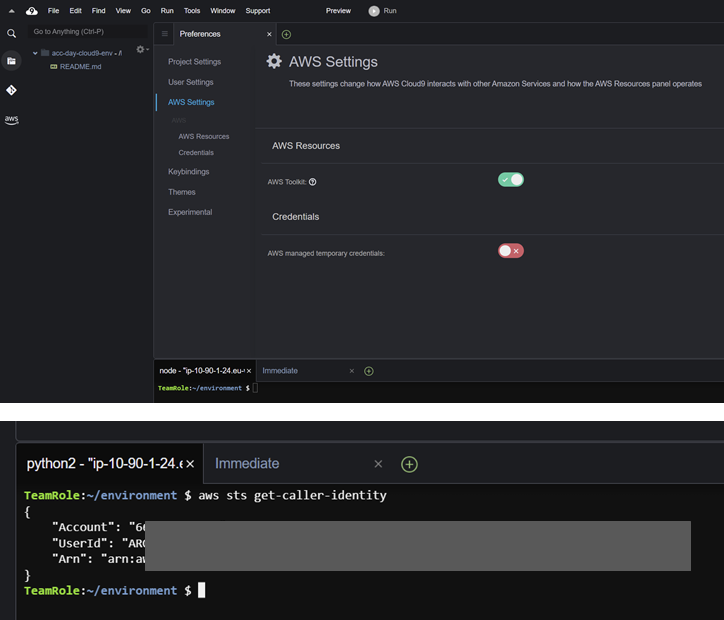 File Edit Find View Go Run Tools Window Support Preview Run
Go to Anything (Ctrl-P)
Preferences
acc-day-cloud9-env - /
README.md
aws
Project Settings
User Settings
AWS Settings
AWS
AWS Resources
Credentials
Keybindings
Themes
Experimental
AWS Settings
These settings change how AWS Cloud9 interacts with other Amazon Services and how the AWS Resources panel operates
AWS Resources
AWS Toolkit:
Credentials
AWS managed temporary credentials:
node - "ip-10-90-1-24.eu-
Immediate
TeamRole:~/environment $
python2 - "ip-10-90-1-24.e
Immediate
TeamRole:~/environment $ aws sts get-caller-identity
{
"Account": "66
"UserId": "ARO
"Arn": "arn:aw
}
TeamRole:~/environment $